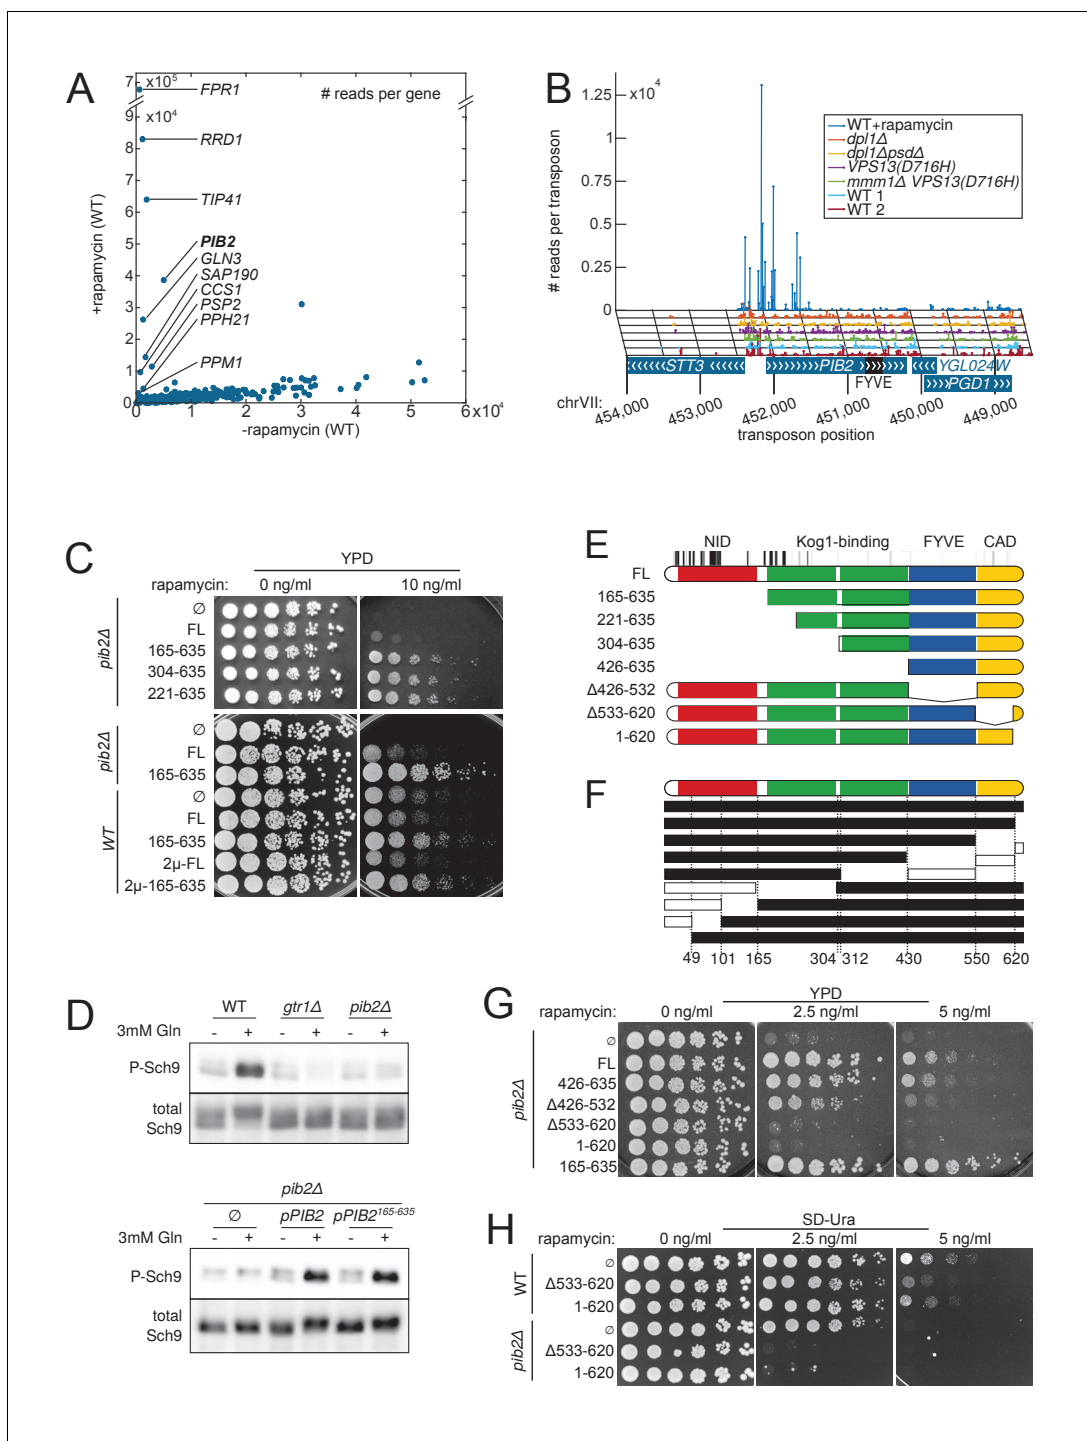 A
x10⁵
7
x10⁴
# reads per gene
FPR1
RRD1
TIP41
PIB2
GLN3
SAP190
CCS1
PSP2
PPH21
PPM1
8
7
6
5
4
3
2
1
0
+rapamycin (WT)
0 1 2 3 4 5 6 x10⁴
-rapamycin (WT)
B
x10⁴
1.25
1
0.75
0.5
0.25
0
# reads per transposon
WT+rapamycin
dpl1Δ
dpl1Δpsd1Δ
VPS13(D716H)
mmm1Δ VPS13(D716H)
WT 1
WT 2
STT3
PIB2
YGL024W
FYVE
PGD1
chrVII:
454,000 453,000 452,000 451,000 450,000 449,000
transposon position
C
YPD
rapamycin: 0 ng/ml 10 ng/ml
pib2Δ
∅
FL
165-635
304-635
221-635
pib2Δ
∅
FL
165-635
WT
∅
FL
165-635
2μ-FL
2μ-165-635
D
WT gtr1Δ pib2Δ
3mM Gln - + - + - +
P-Sch9
total
Sch9
pib2Δ
∅ pPIB2 pPIB2¹⁶⁵⁻⁶³⁵
3mM Gln - + - + - +
P-Sch9
total
Sch9
E
NID Kog1-binding FYVE CAD
FL
165-635
221-635
304-635
426-635
Δ426-532
Δ533-620
1-620
F
49 101 165 304 312 430 550 620
G
YPD
rapamycin: 0 ng/ml 2.5 ng/ml 5 ng/ml
pib2Δ
∅
FL
426-635
Δ426-532
Δ533-620
1-620
165-635
H
SD-Ura
rapamycin: 0 ng/ml 2.5 ng/ml 5 ng/ml
WT
∅
Δ533-620
1-620
pib2Δ
∅
Δ533-620
1-620